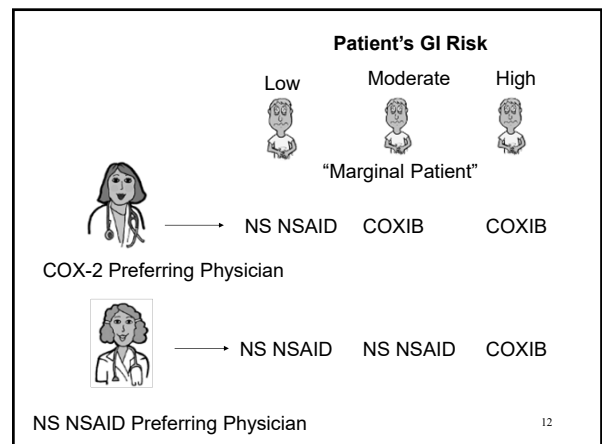 Patient's GI Risk
Low Moderate High
“Marginal Patient”
NS NSAID COXIB COXIB
COX-2 Preferring Physician
NS NSAID NS NSAID COXIB
NS NSAID Preferring Physician
12